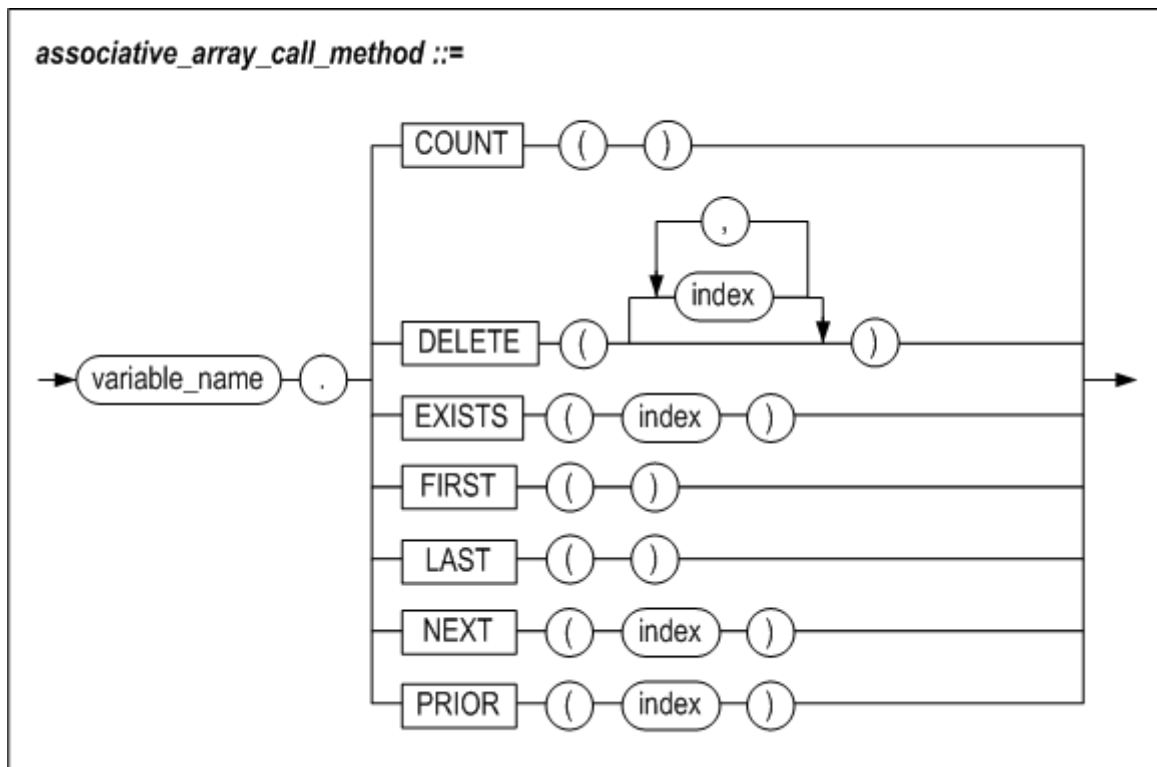 associative_array_call_method ::=
COUNT ( )
,
index
DELETE ( )
variable_name .
EXISTS ( index )
FIRST ( )
LAST ( )
NEXT ( index )
PRIOR ( index )